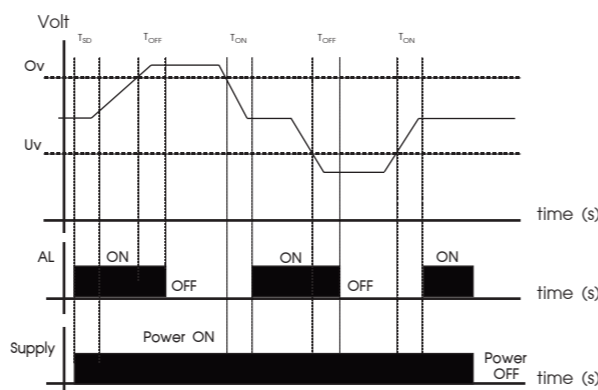 Volt
TSD TOFF TON TOFF TON
Ov
Uv
time (s)
AL ON ON ON
OFF OFF
time (s)
Supply Power ON
Power
OFF
time (s)